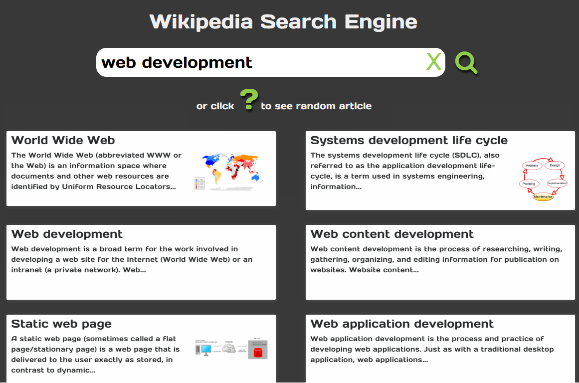 Wikipedia Search Engine
web development X
or click ? to see random article
World Wide Web
The World Wide Web (abbreviated WWW or
the Web) is an information space where
documents and other web resources are
identified by Uniform Resource Locators...
Systems development life cycle
The systems development life cycle (SDLC), also
referred to as the application development life-
cycle, is a term used in systems engineering,
information...
Web development
Web development is a broad term for the work involved in
developing a web site for the Internet (World Wide Web) or an
intranet (a private network). Web...
Web content development
Web content development is the process of researching, writing,
gathering, organizing, and editing information for publication on
websites. Website content...
Static web page
A static web page (sometimes called a flat
page/stationary page) is a web page that is
delivered to the user exactly as stored, in
contrast to dynamic...
Web application development
Web application development is the process and practice of
developing web applications. Just as with a traditional desktop
application, web applications...